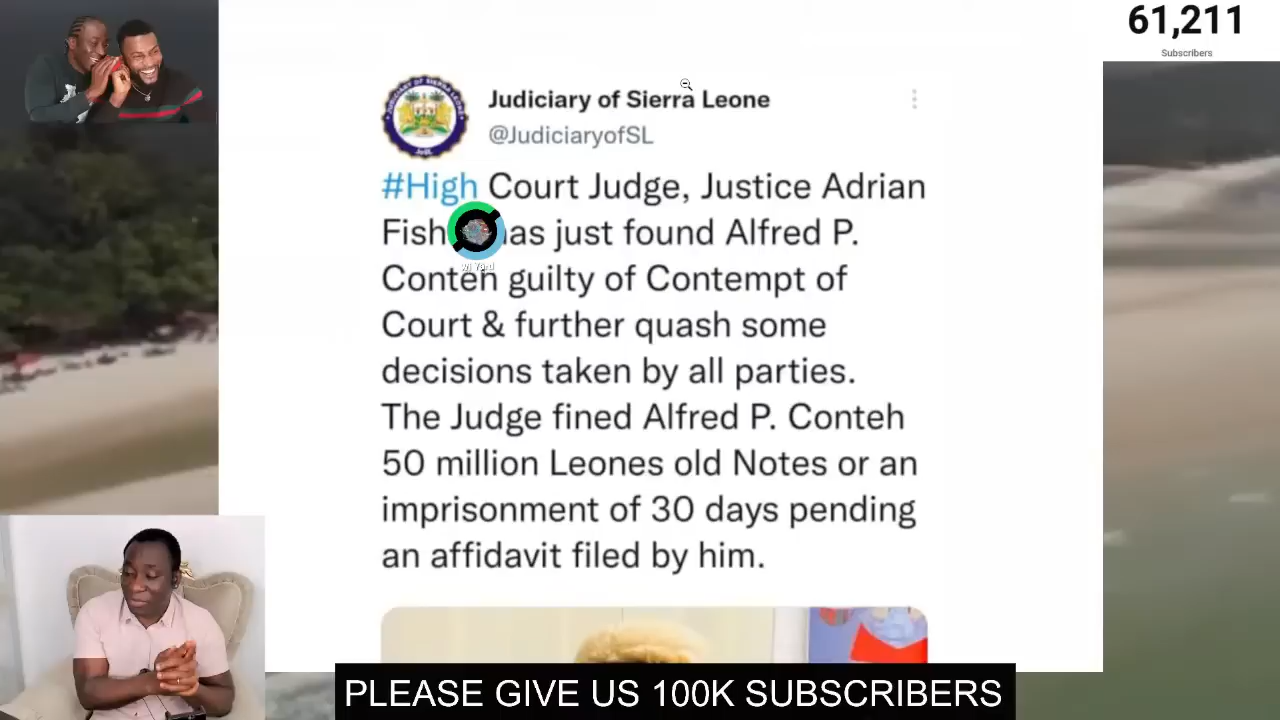 61,211
Subscribers
Judiciary of Sierra Leone
@JudiciaryofSL
#High Court Judge, Justice Adrian
Fish as just found Alfred P.
Conteh guilty of Contempt of
Court & further quash some
decisions taken by all parties.
The Judge fined Alfred P. Conteh
50 million Leones old Notes or an
imprisonment of 30 days pending
an affidavit filed by him.
PLEASE GIVE US 100K SUBSCRIBERS